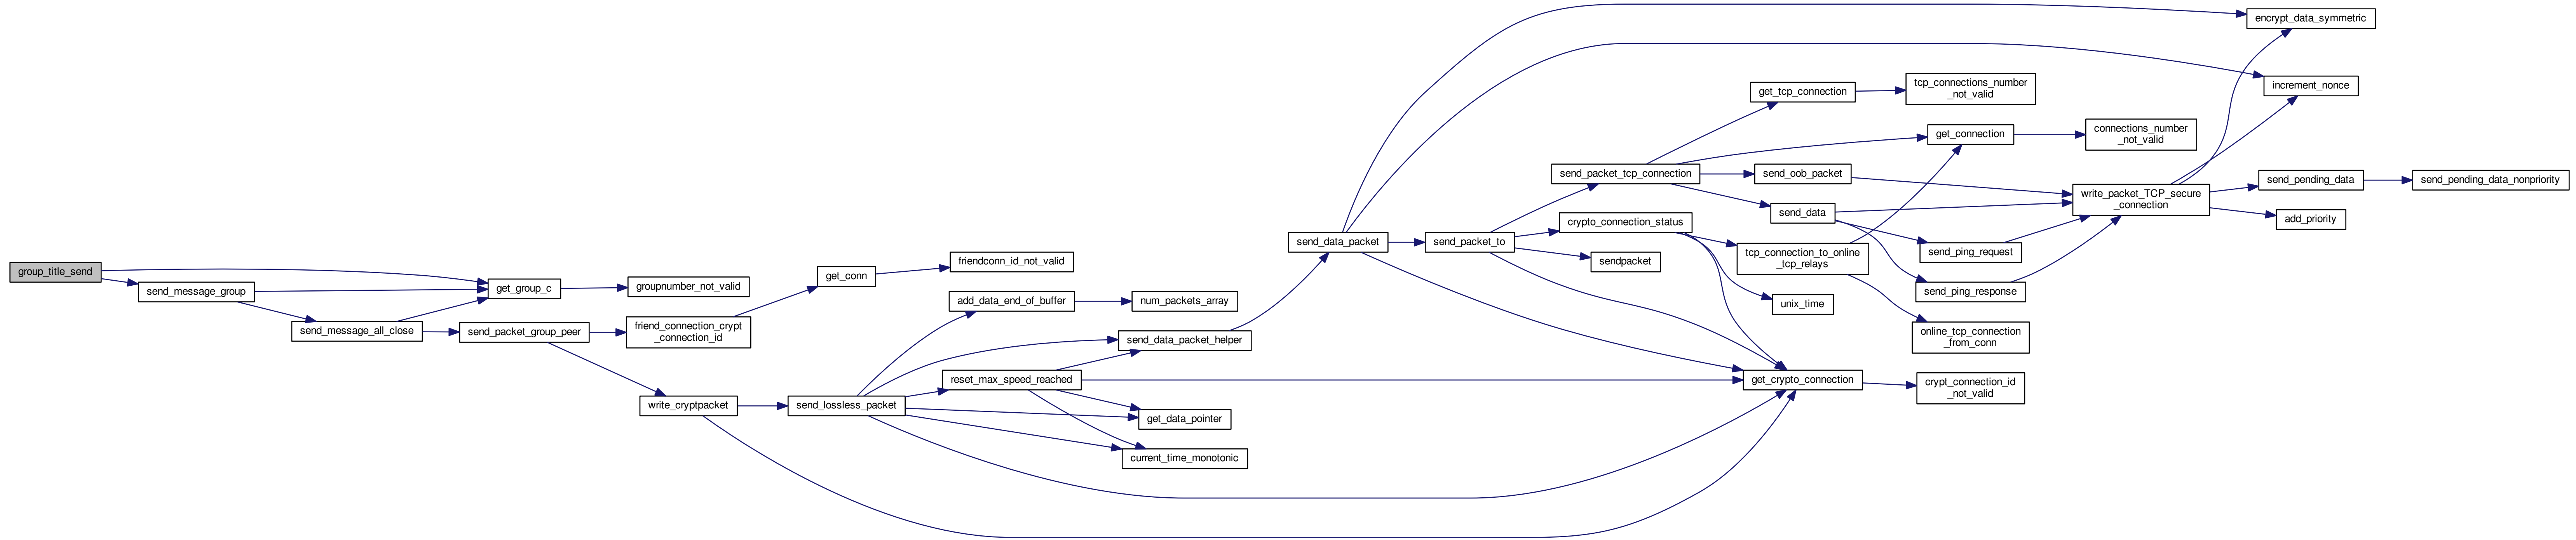 group_title_send
send_message_group
send_message_all_close
get_group_c
groupnumber_not_valid
send_packet_group_peer
friend_connection_crypt
_connection_id
write_cryptpacket
get_conn
friendconn_id_not_valid
send_lossless_packet
add_data_end_of_buffer
num_packets_array
send_data_packet_helper
reset_max_speed_reached
get_data_pointer
current_time_monotonic
send_data_packet
send_packet_to
send_packet_tcp_connection
crypto_connection_status
sendpacket
get_tcp_connection
tcp_connections_number
_not_valid
get_connection
connections_number
_not_valid
send_oob_packet
send_data
tcp_connection_to_online
_tcp_relays
unix_time
send_ping_request
send_ping_response
online_tcp_connection
_from_conn
get_crypto_connection
crypt_connection_id
_not_valid
write_packet_TCP_secure
_connection
encrypt_data_symmetric
increment_nonce
send_pending_data
send_pending_data_nonpriority
add_priority